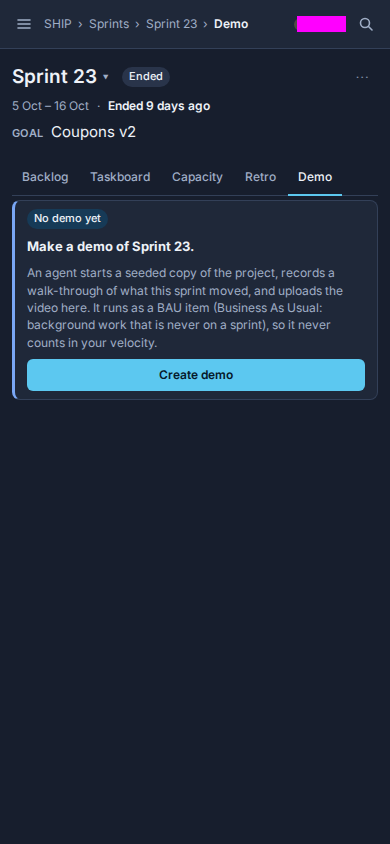 SHIP › Sprints › Sprint 23 › Demo
Sprint 23 ▾ Ended ...
5 Oct – 16 Oct · Ended 9 days ago
GOAL Coupons v2
Backlog Taskboard Capacity Retro Demo
No demo yet
Make a demo of Sprint 23.
An agent starts a seeded copy of the project, records a
walk-through of what this sprint moved, and uploads the
video here. It runs as a BAU item (Business As Usual:
background work that is never on a sprint), so it never
counts in your velocity.
Create demo